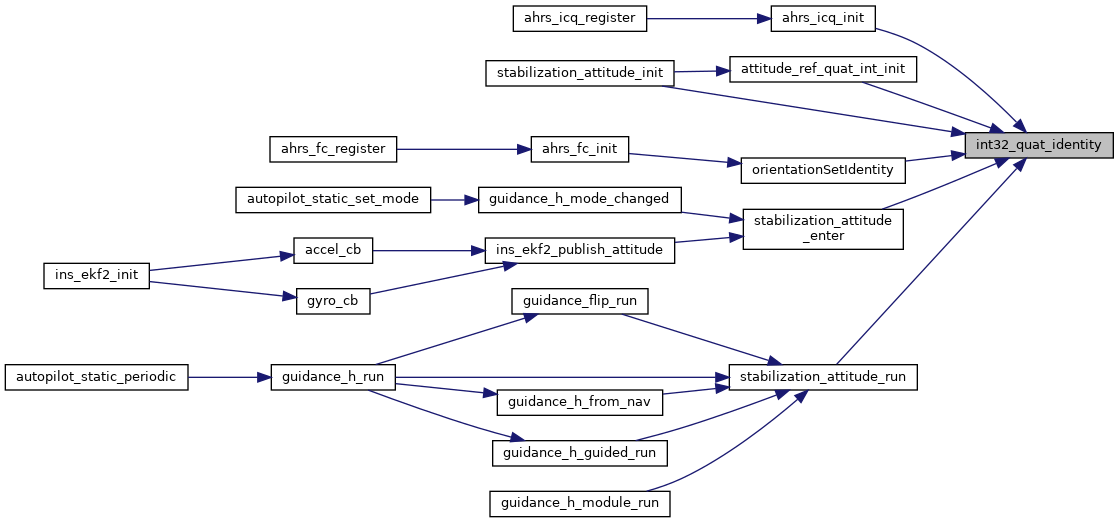 ahrs_icq_register
ahrs_icq_init
stabilization_attitude_init
attitude_ref_quat_int_init
int32_quat_identity
ahrs_fc_register
ahrs_fc_init
orientationSetIdentity
autopilot_static_set_mode
guidance_h_mode_changed
stabilization_attitude
_enter
ins_ekf2_init
accel_cb
ins_ekf2_publish_attitude
gyro_cb
guidance_flip_run
autopilot_static_periodic
guidance_h_run
stabilization_attitude_run
guidance_h_from_nav
guidance_h_guided_run
guidance_h_module_run